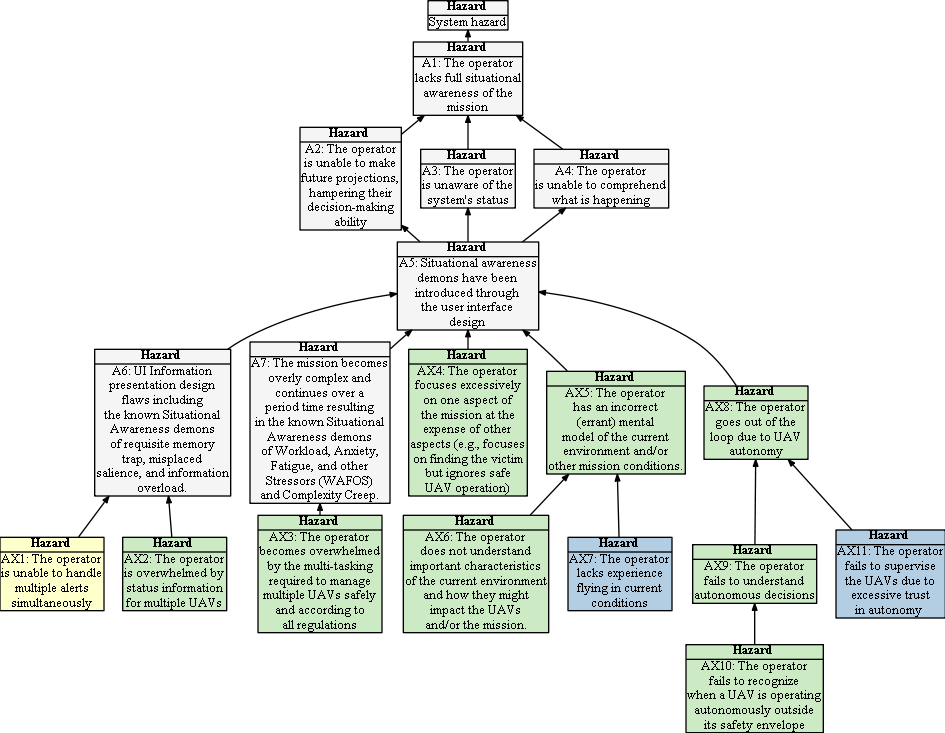 Hazard
System hazard
Hazard
A1: The operator
lacks full situational
awareness of the
mission
Hazard
A2: The operator
is unable to make
future projections,
hampering their
decision-making
ability
Hazard
A3: The operator
is unaware of the
system's status
Hazard
A4: The operator
is unable to comprehend
what is happening
Hazard
A5: Situational awareness
demons have been
introduced through
the user interface
design
Hazard
A6: UI Information
presentation design
flaws including
the known Situational
Awareness demons
of requisite memory
trap, misplaced
salience, and information
overload.
Hazard
A7: The mission becomes
overly complex and
continues over a
period time resulting
in the known Situational
Awareness demons
of Workload, Anxiety,
Fatigue, and other
Stressors (WAFOS)
and Complexity Creep.
Hazard
AX4: The operator
focuses excessively
on one aspect of
the mission at the
expense of other
aspects (e.g., focuses
on finding the victim
but ignores safe
UAV operation)
Hazard
AX5: The operator
has an incorrect
(errant) mental
model of the current
environment and/or
other mission conditions.
Hazard
AX8: The operator
goes out of the
loop due to UAV
autonomy
Hazard
AX1: The operator
is unable to handle
multiple alerts
simultaneously
Hazard
AX2: The operator
is overwhelmed by
status information
for multiple UAVs
Hazard
AX3: The operator
becomes overwhelmed
by the multi-tasking
required to manage
multiple UAVs safely
and according to
all regulations
Hazard
AX6: The operator
does not understand
important characteristics
of the current environment
and how they might
impact the UAVs
and/or the mission.
Hazard
AX7: The operator
lacks experience
flying in current
conditions
Hazard
AX9: The operator
fails to understand
autonomous decisions
Hazard
AX11: The operator
fails to supervise
the UAVs due to
excessive trust
in autonomy
Hazard
AX10: The operator
fails to recognize
when a UAV is operating
autonomously outside
its safety envelope